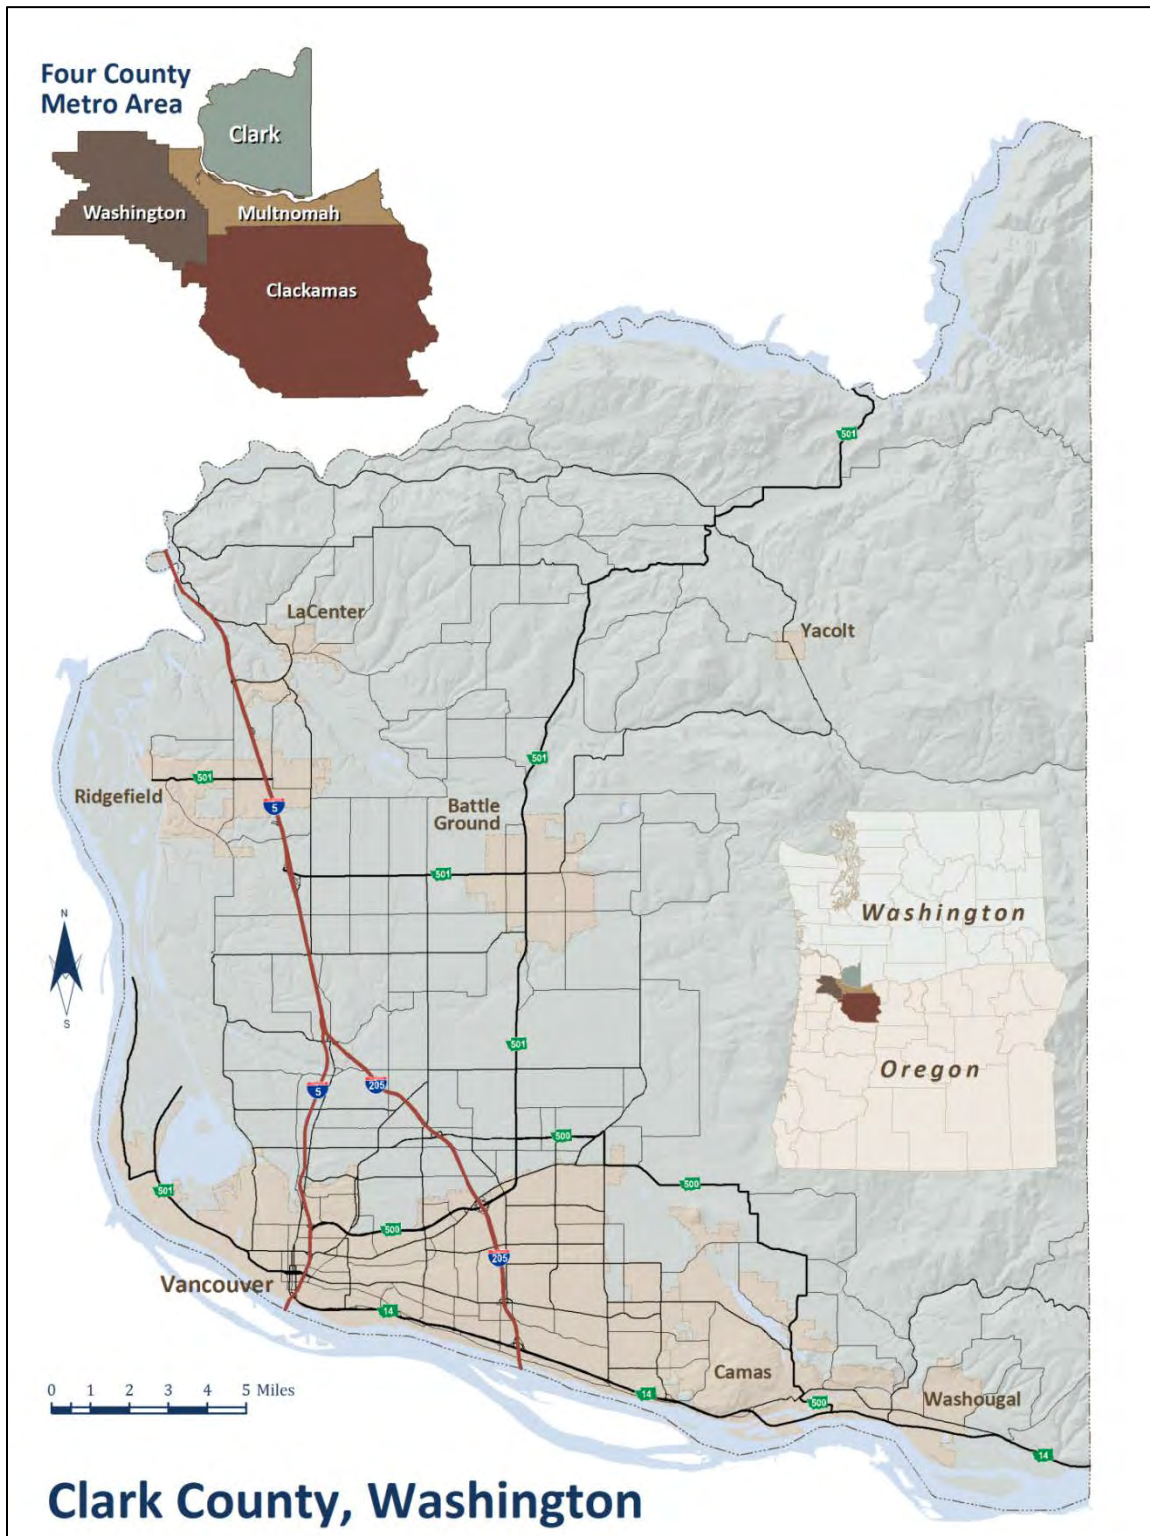 Four County
Metro Area
Clark
Washington
Multnomah
Clackamas
501
LaCenter
Yacolt
501
501
Ridgefield
5
Battle
Ground
501
Washington
N
S
501
Oregon
5
205
500
501
500
500
205
Vancouver
14
Camas
0 1 2 3 4 5 Miles
14
500
Washougal
14
Clark County, Washington